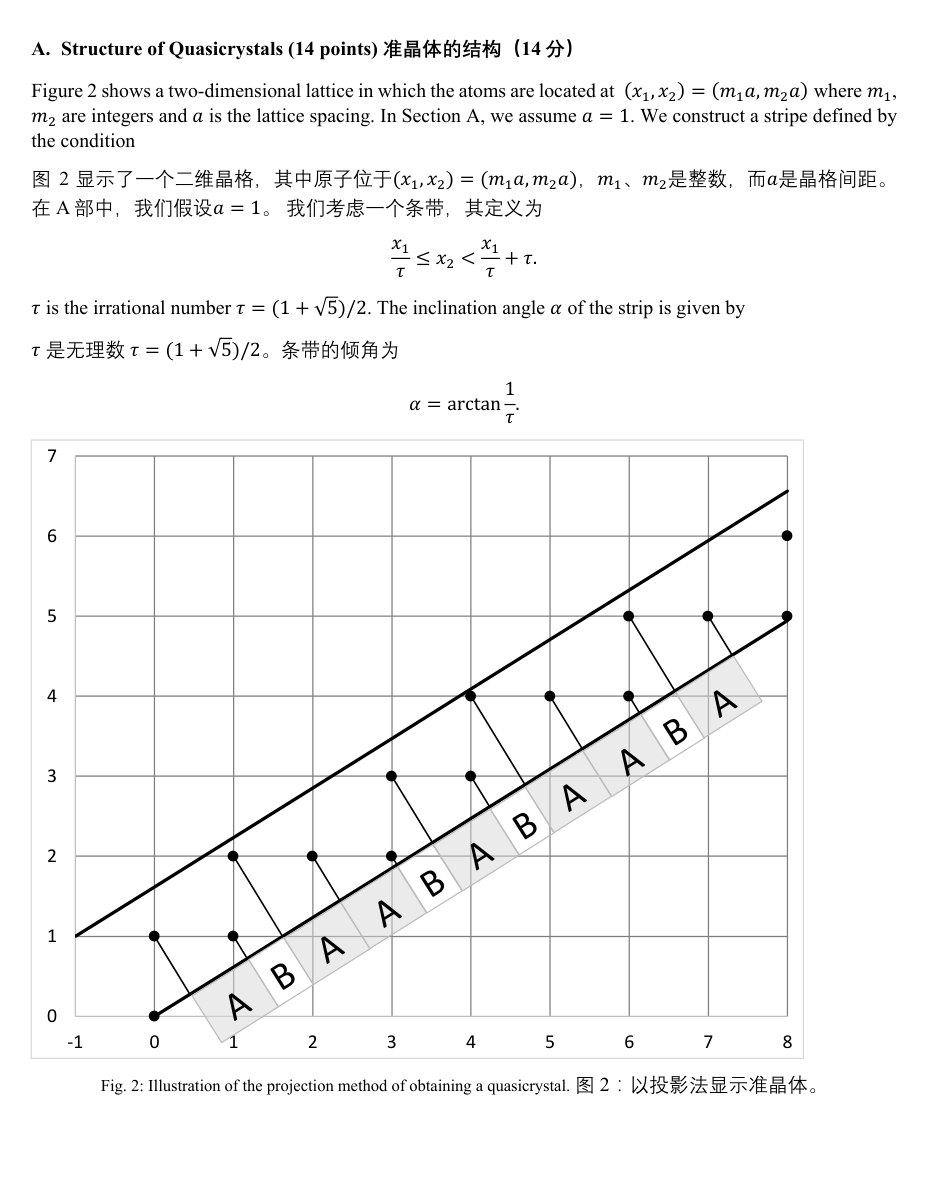 A. Structure of Quasicrystals (14 points) 准晶体的结构（14 分）
Figure 2 shows a two-dimensional lattice in which the atoms are located at (x₁, x₂) = (m₁a, m₂a) where m₁,
m₂ are integers and a is the lattice spacing. In Section A, we assume a = 1. We construct a stripe defined by
the condition
图 2 显示了一个二维晶格，其中原子位于(x₁, x₂) = (m₁a, m₂a)，m₁、m₂是整数，而a是晶格间距。
在 A 部中，我们假设a = 1。 我们考虑一个条带，其定义为
x₁/τ ≤ x₂ < x₁/τ + τ.
τ is the irrational number τ = (1 + √5)/2. The inclination angle α of the strip is given by
τ 是无理数 τ = (1 + √5)/2。条带的倾角为
α = arctan 1/τ.
7
6
5
4
3
2
1
0
A B A A B A B A A B A
-1 0 1 2 3 4 5 6 7 8
Fig. 2: Illustration of the projection method of obtaining a quasicrystal. 图 2：以投影法显示准晶体。